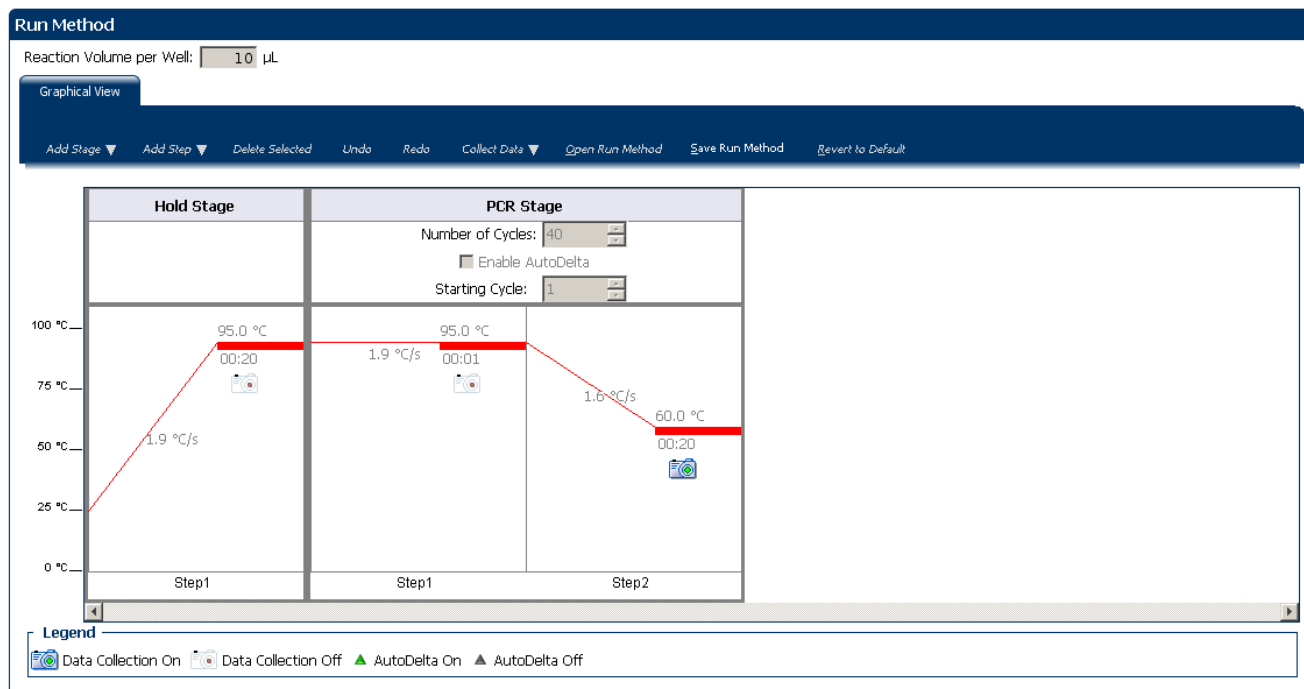 Run Method
Reaction Volume per Well: 10 µL
Graphical View
Add Stage Add Step Delete Selected Undo Redo Collect Data Open Run Method Save Run Method Revert to Default
Hold Stage PCR Stage
Number of Cycles: 40
Enable AutoDelta
Starting Cycle: 1
100 °C
95.0 °C 95.0 °C
1.9 °C/s
00:20 00:01
75 °C
1.6 °C/s
60.0 °C
1.9 °C/s
00:20
50 °C
25 °C
0 °C
Step1 Step1 Step2
Legend
Data Collection On Data Collection Off AutoDelta On AutoDelta Off